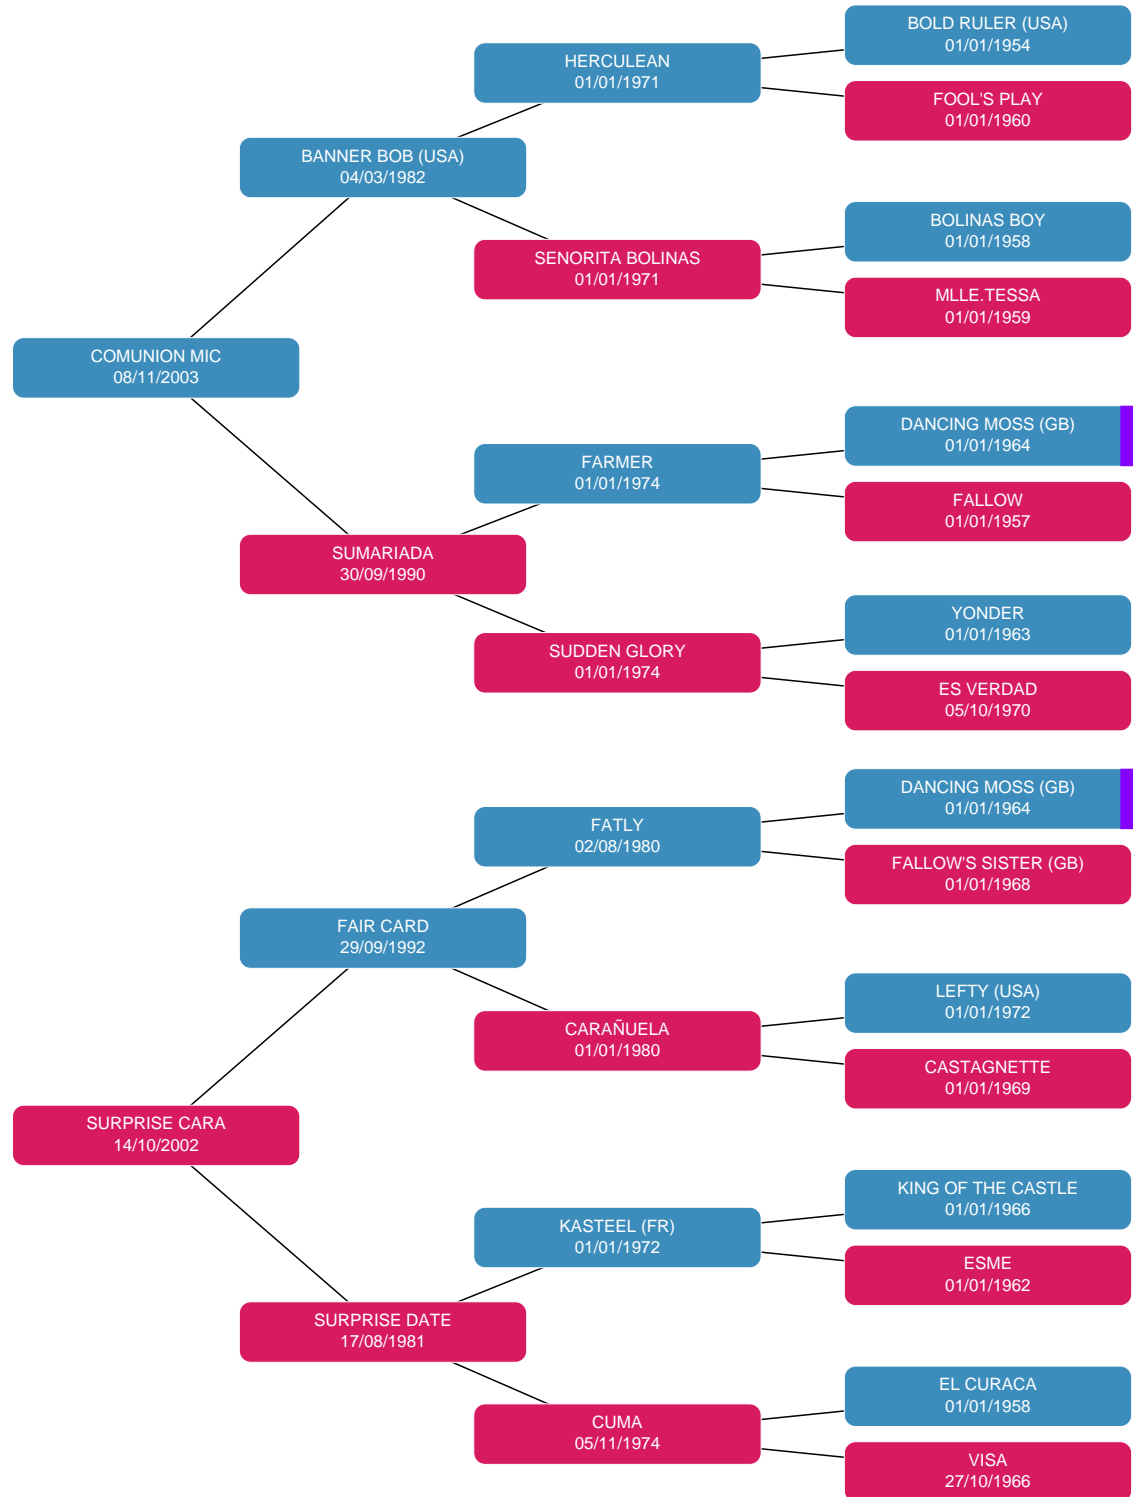 BOLD RULER (USA)
01/01/1954
HERCULEAN
01/01/1971
FOOL'S PLAY
01/01/1960
BANNER BOB (USA)
04/03/1982
BOLINAS BOY
01/01/1958
SENORITA BOLINAS
01/01/1971
MLLE.TESSA
01/01/1959
COMUNION MIC
08/11/2003
DANCING MOSS (GB)
01/01/1964
FARMER
01/01/1974
FALLOW
01/01/1957
SUMARIADA
30/09/1990
YONDER
01/01/1963
SUDDEN GLORY
01/01/1974
ES VERDAD
05/10/1970
DANCING MOSS (GB)
01/01/1964
FATLY
02/08/1980
FALLOW'S SISTER (GB)
01/01/1968
FAIR CARD
29/09/1992
LEFTY (USA)
01/01/1972
CARAÑUELA
01/01/1980
CASTAGNETTE
01/01/1969
SURPRISE CARA
14/10/2002
KING OF THE CASTLE
01/01/1966
KASTEEL (FR)
01/01/1972
ESME
01/01/1962
SURPRISE DATE
17/08/1981
EL CURACA
01/01/1958
CUMA
05/11/1974
VISA
27/10/1966